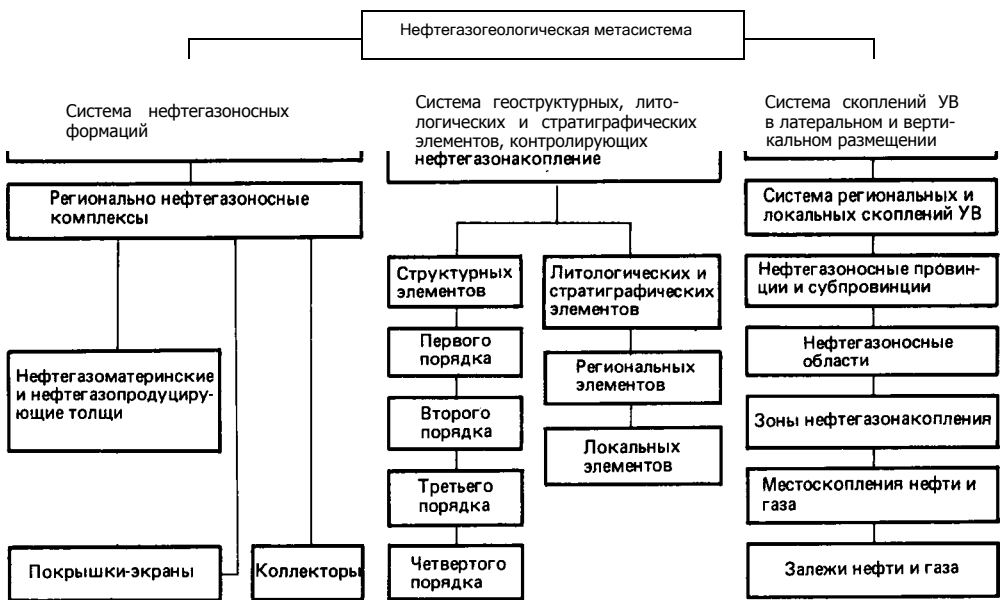 Нефтегазогеологическая метасистема
Система нефтегазоносных
формаций
Регионально нефтегазоносные
комплексы
Нефтегазоматеринские
и нефтегазопродуцирую-
ющие толщи
Покрышки-экраны
Коллекторы
Система геоструктурных, лито-
логических и стратиграфических
элементов, контролирующих
нефтегазонакопление
Структурных
элементов
Первого
порядка
Второго
порядка
Третьего
порядка
Четвертого
порядка
Литологических и
стратиграфических
элементов
Региональных
элементов
Локальных
элементов
Система скоплений УВ
в латеральном и верти-
кальном размещении
Система региональных и
локальных скоплений УВ
Нефтегазоносные провин-
ции и субпровинции
Нефтегазоносные
области
Зоны нефтегазонакопления
Местоскопления нефти и
газа
Залежи нефти и газа